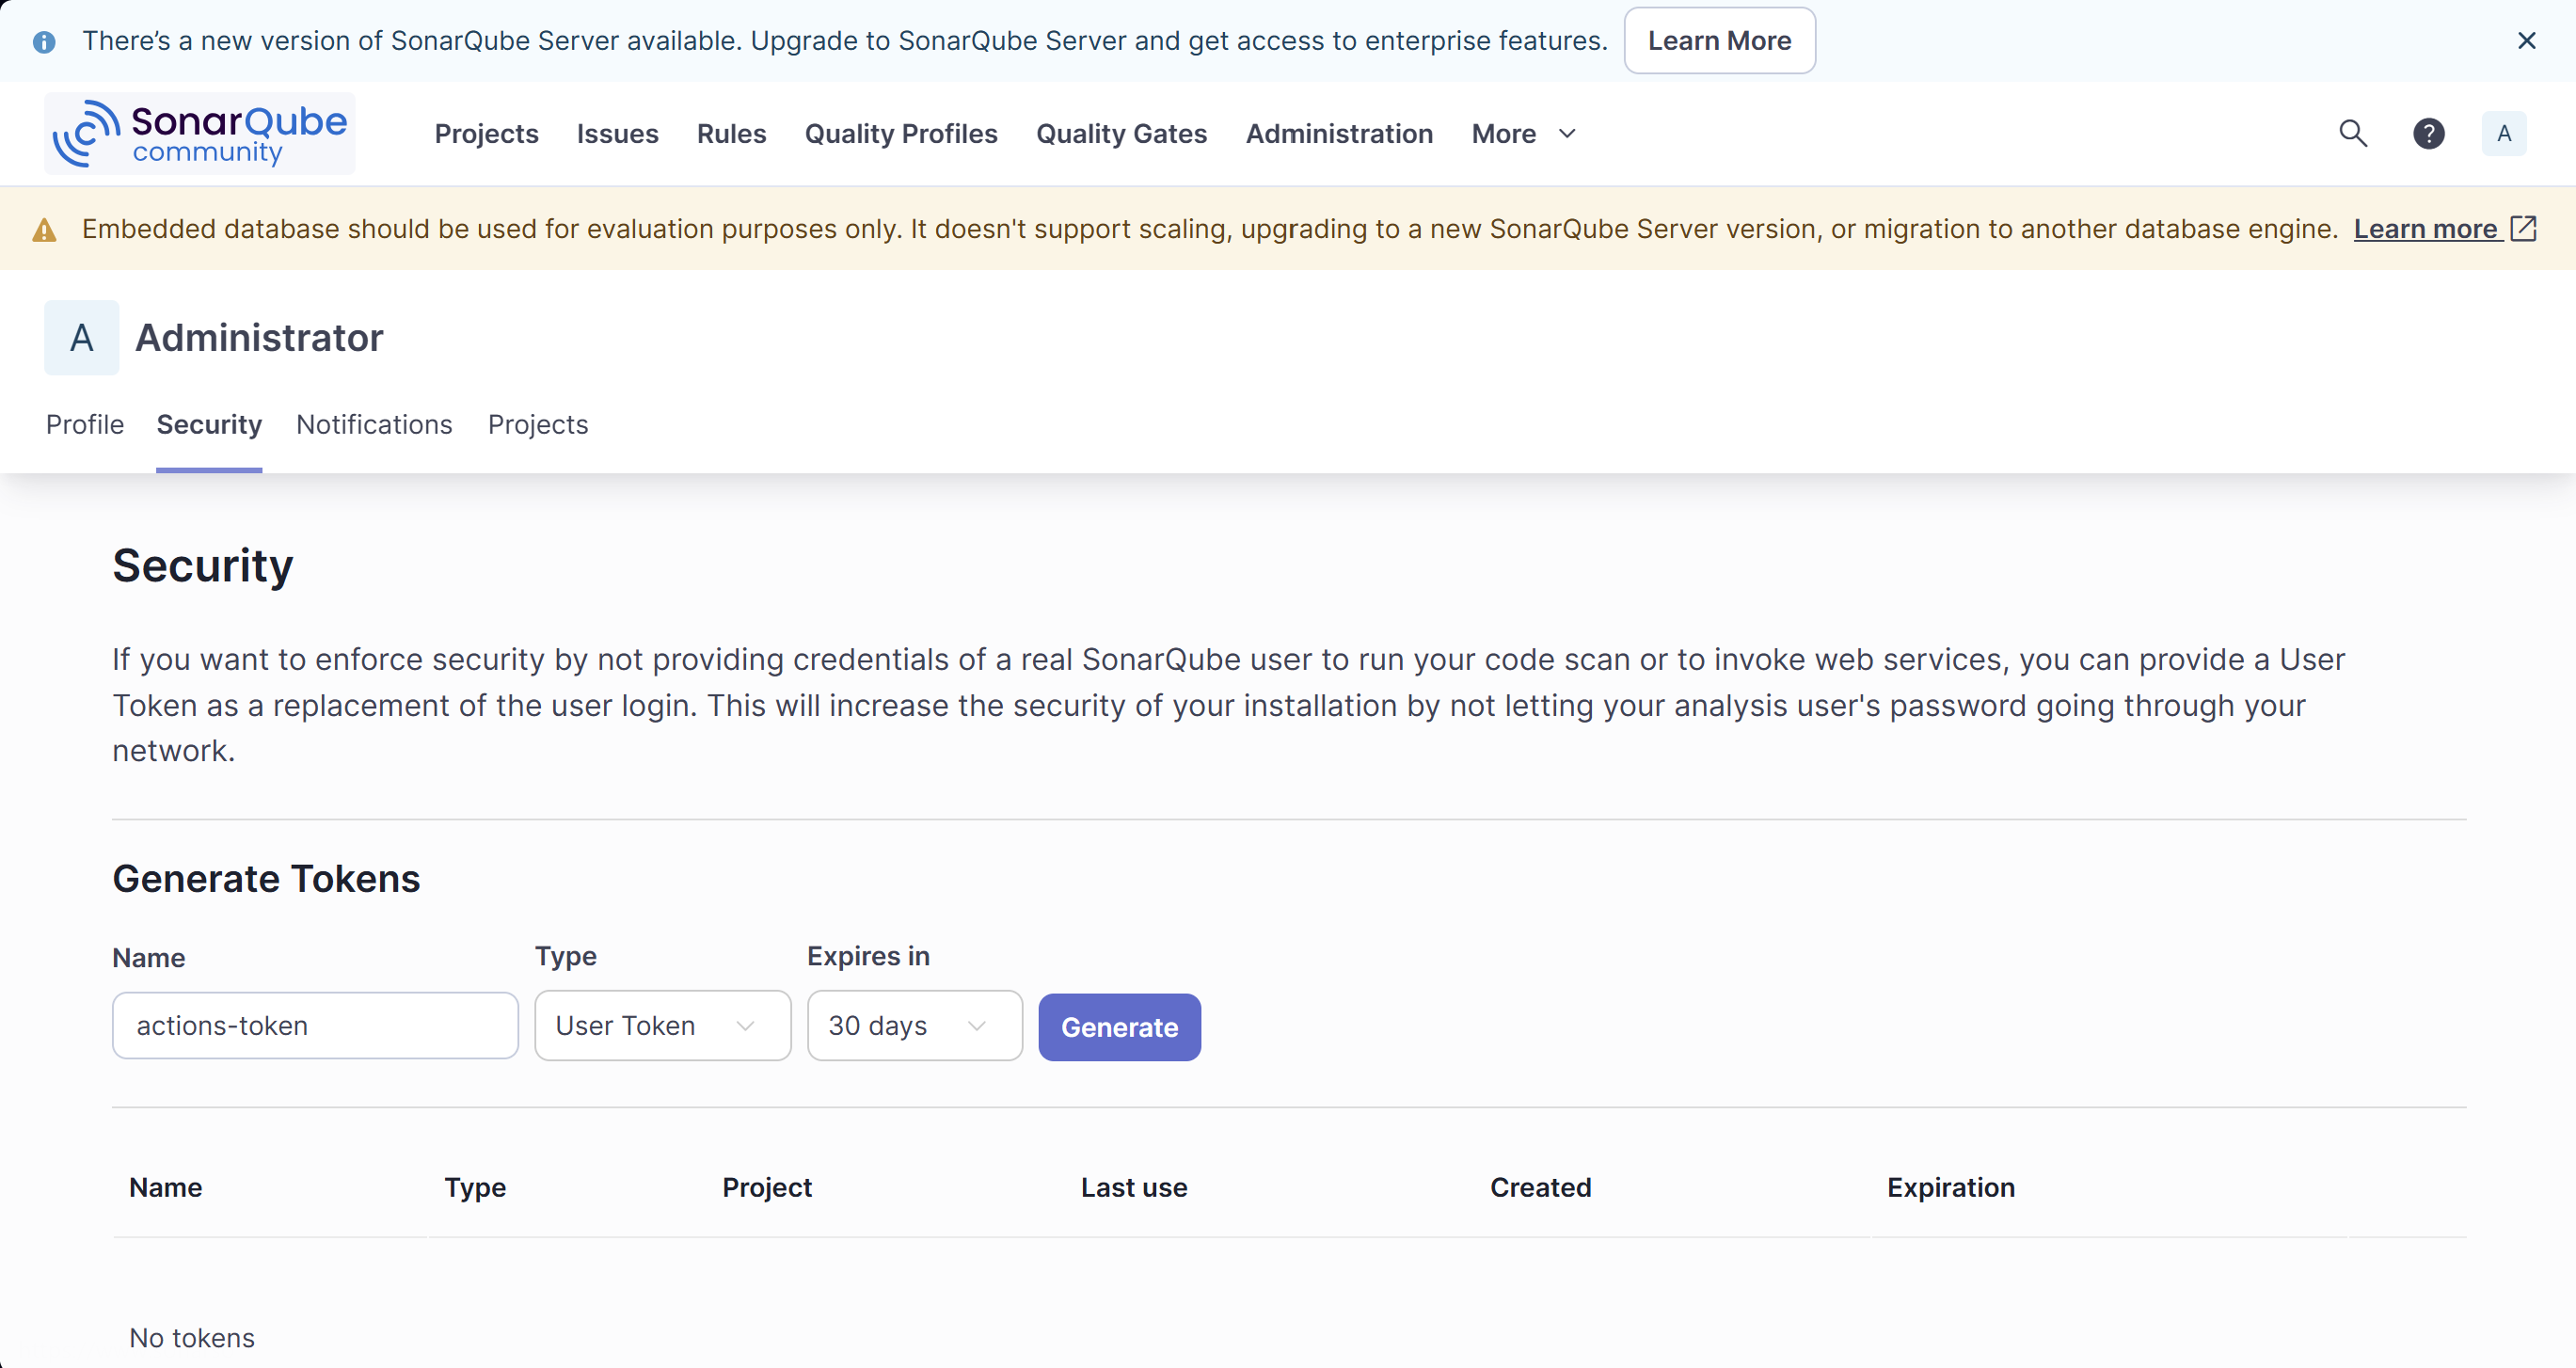 There's a new version of SonarQube Server available. Upgrade to SonarQube Server and get access to enterprise features. Learn More
SonarQube community Projects Issues Rules Quality Profiles Quality Gates Administration More A
Embedded database should be used for evaluation purposes only. It doesn't support scaling, upgrading to a new SonarQube Server version, or migration to another database engine. Learn more
A Administrator
Profile Security Notifications Projects
Security
If you want to enforce security by not providing credentials of a real SonarQube user to run your code scan or to invoke web services, you can provide a User
Token as a replacement of the user login. This will increase the security of your installation by not letting your analysis user's password going through your
network.
Generate Tokens
Name Type Expires in
actions-token User Token 30 days Generate
Name Type Project Last use Created Expiration
No tokens